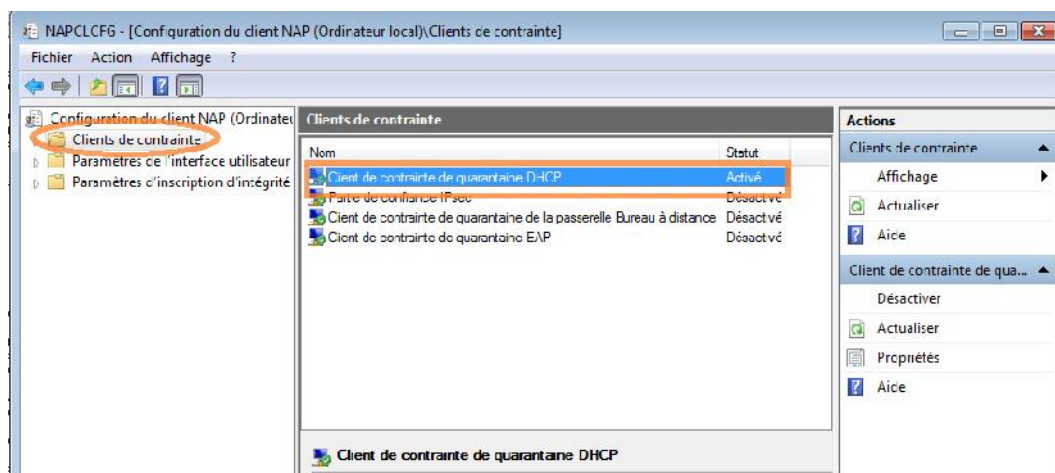 NAPCLCFG - [Configuration du client NAP (Ordinateur local)\Clients de contrainte]
Fichier Action Affichage ?
Configuration du client NAP (Ordinateu
Clients de contrainte
Paramètres de l'interface utilisateur
Paramètres d'inscription d'intégrité
Clients de contrainte
Nom Statut
Client de contrainte de quarantaine DHCP Activé
Partie de confiance IPsec Désactivé
Client de contrainte de quarantaine de la passerelle Bureau à distance Désactivé
Client de contrainte de quarantaine EAP Désactivé
Client de contrainte de quarantaine DHCP
Actions
Clients de contrainte
Affichage
Actualiser
Aide
Client de contrainte de qua...
Désactiver
Actualiser
Propriétés
Aide